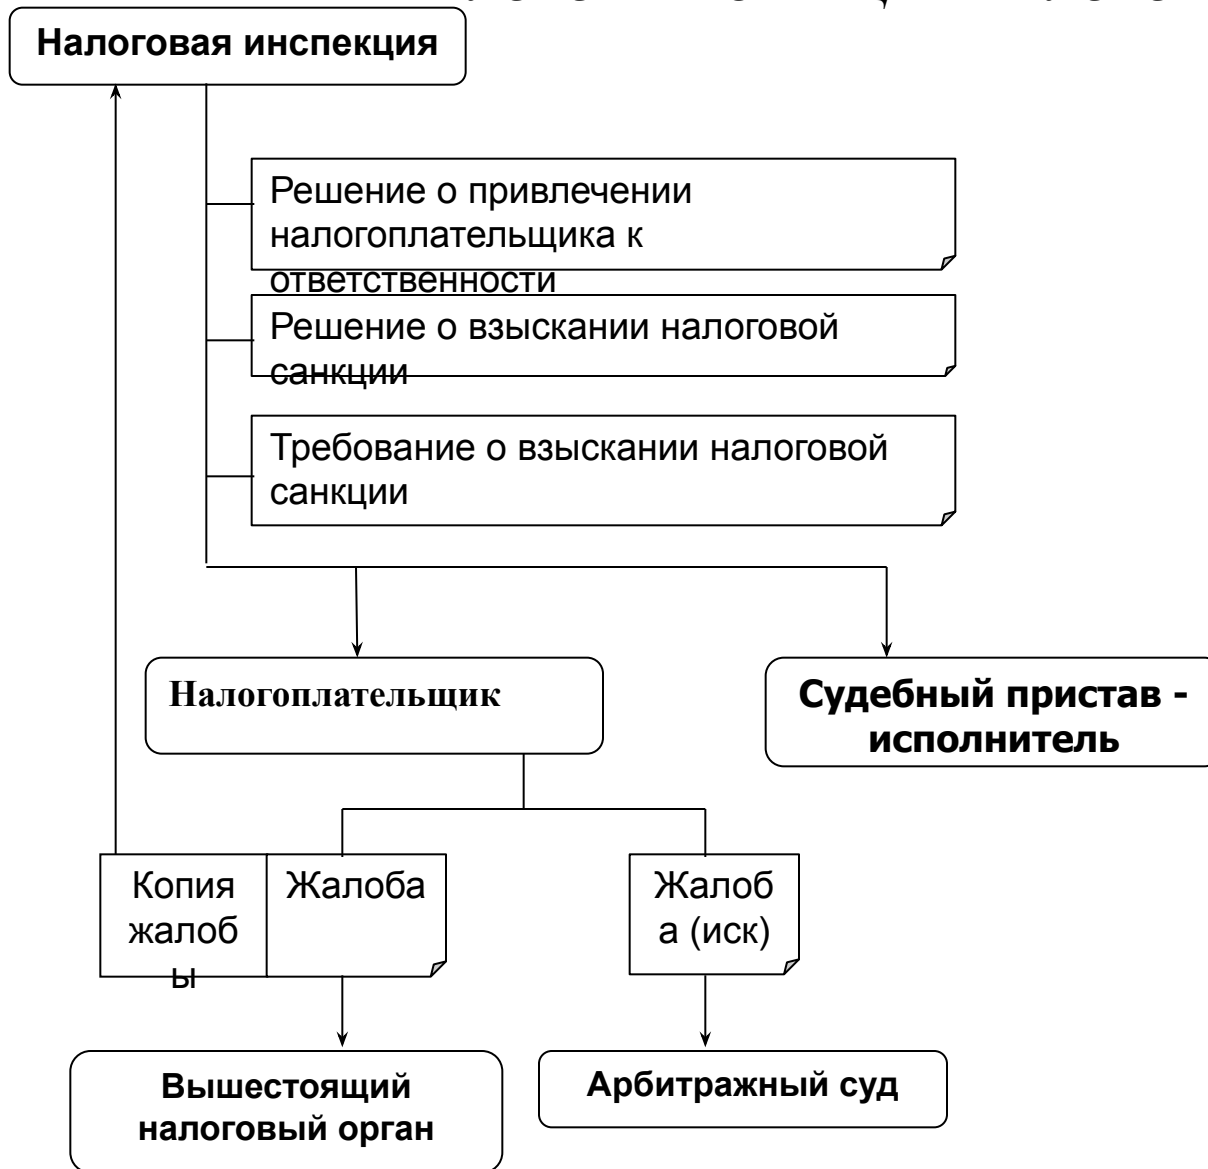 Налоговая инспекция
Решение о привлечении
налогоплательщика к
ответственности
Решение о взыскании налоговой
санкции
Требование о взыскании налоговой
санкции
Налогоплательщик
Судебный пристав -
исполнитель
Копия
жалоб
ы
Жалоба
Жалоб
а (иск)
Вышестоящий
налоговый орган
Арбитражный суд